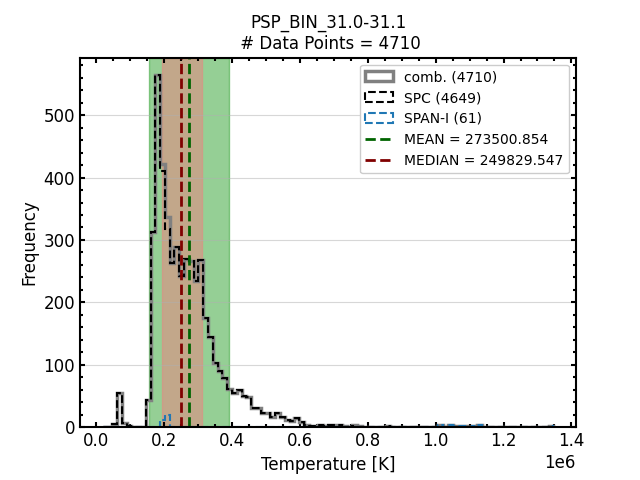 PSP_BIN_31.0-31.1
# Data Points = 4710
comb. (4710)
SPC (4649)
SPAN-I (61)
MEAN = 273500.854
MEDIAN = 249829.547
Frequency
500
400
300
200
100
0
0.0 0.2 0.4 0.6 0.8 1.0 1.2 1.4
1e6
Temperature [K]